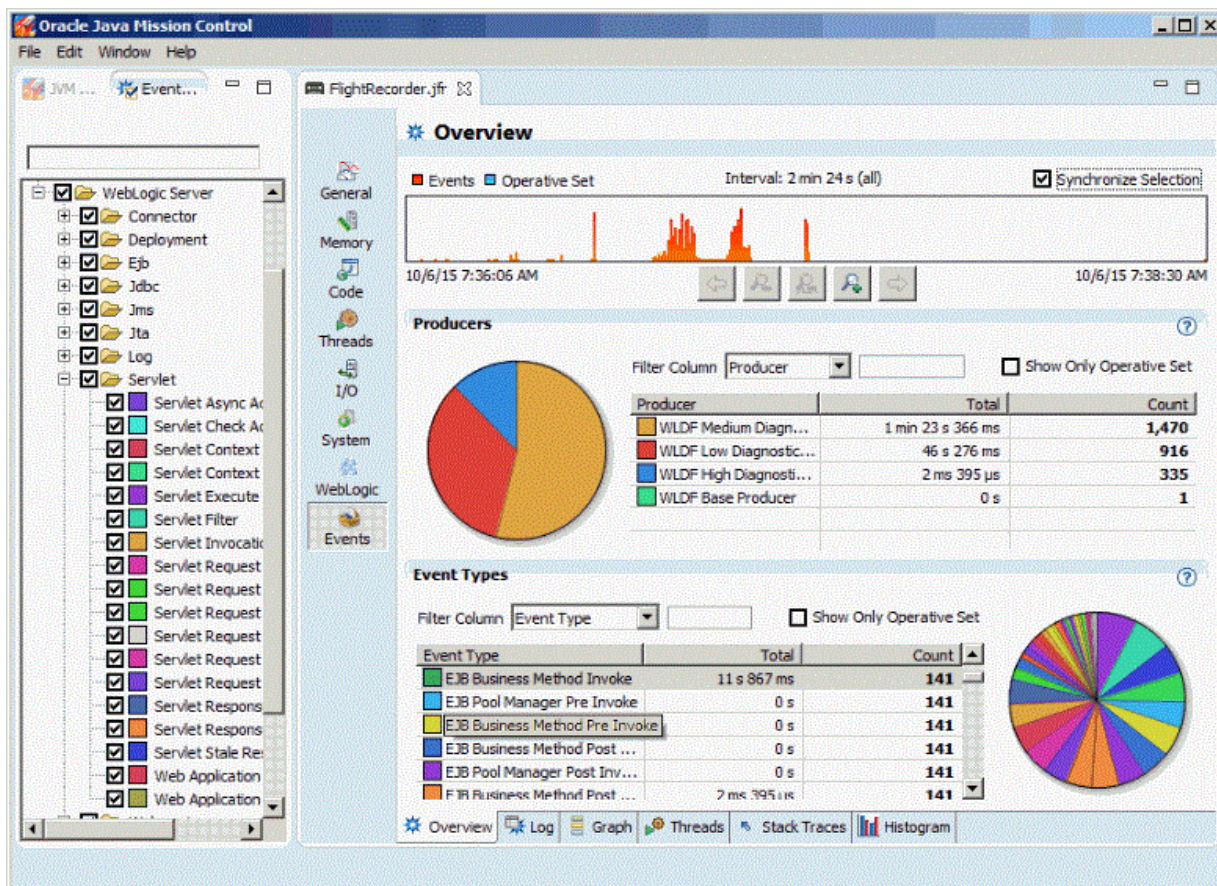 Oracle Java Mission Control
File Edit Window Help
JVM ...
Event...
WebLogic Server
Connector
Deployment
Ejb
Jdbc
Jms
Jta
Log
Servlet
Servlet Async Ac
Servlet Check Ac
Servlet Context
Servlet Context
Servlet Execute
Servlet Filter
Servlet Invocatio
Servlet Request
Servlet Request
Servlet Request
Servlet Request
Servlet Request
Servlet Request
Servlet Respons
Servlet Respons
Servlet Stale Res
Web Application
Web Application
FlightRecorder.jfr
General
Memory
Code
Threads
I/O
System
WebLogic
Events
Overview
Events Operative Set Interval: 2 min 24 s (all) Synchronize Selection
10/6/15 7:36:06 AM 10/6/15 7:38:30 AM
Producers
Filter Column Producer Show Only Operative Set
Producer Total Count
WLDF Medium Diagn... 1 min 23 s 366 ms 1,470
WLDF Low Diagnostic... 46 s 276 ms 916
WLDF High Diagnosti... 2 ms 395 µs 335
WLDF Base Producer 0 s 1
Event Types
Filter Column Event Type Show Only Operative Set
Event Type Total Count
EJB Business Method Invoke 11 s 867 ms 141
EJB Pool Manager Pre Invoke 0 s 141
EJB Business Method Pre Invoke 0 s 141
EJB Business Method Post ... 0 s 141
EJB Pool Manager Post Inv... 0 s 141
EJB Business Method Post ... 2 ms 395 µs 141
Overview Log Graph Threads Stack Traces Histogram